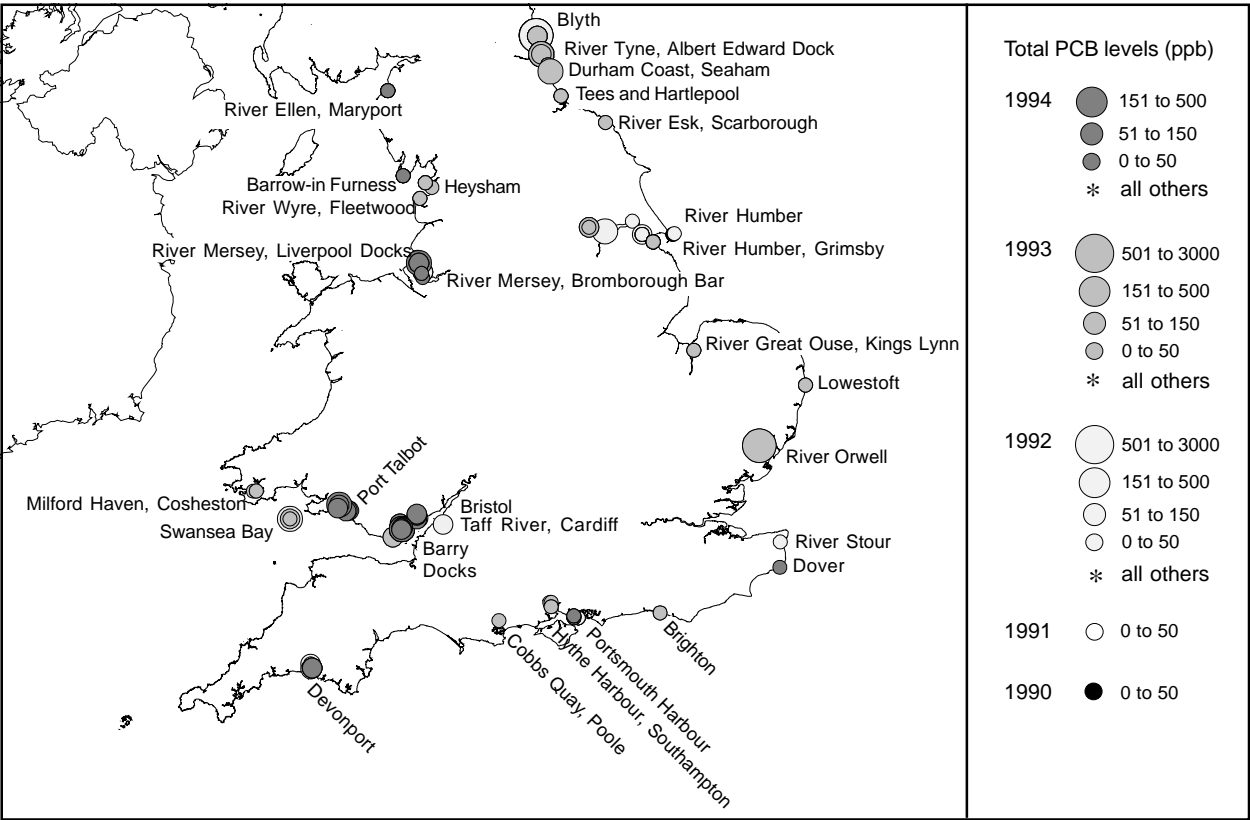 Blyth
River Tyne, Albert Edward Dock
Durham Coast, Seaham
Tees and Hartlepool
River Ellen, Maryport
River Esk, Scarborough
Barrow-in Furness
Heysham
River Wyre, Fleetwood
River Humber
River Humber, Grimsby
River Mersey, Liverpool Docks
River Mersey, Bromborough Bar
River Great Ouse, Kings Lynn
Lowestoft
River Orwell
Port Talbot
Milford Haven, Cosheston
Swansea Bay
Bristol
Taff River, Cardiff
Barry
Docks
River Stour
Dover
Brighton
Portsmouth Harbour
Hythe Harbour, Southampton
Cobbs Quay, Poole
Devonport
Total PCB levels (ppb)
1994
151 to 500
51 to 150
0 to 50
* all others
1993
501 to 3000
151 to 500
51 to 150
0 to 50
* all others
1992
501 to 3000
151 to 500
51 to 150
0 to 50
* all others
1991
0 to 50
1990
0 to 50